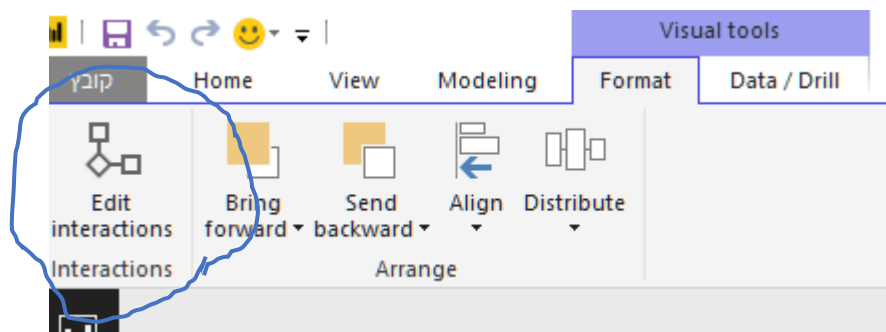 Visual tools
קובץ Home View Modeling Format Data / Drill
Edit interactions
Bring forward
Send backward
Align
Distribute
Interactions
Arrange